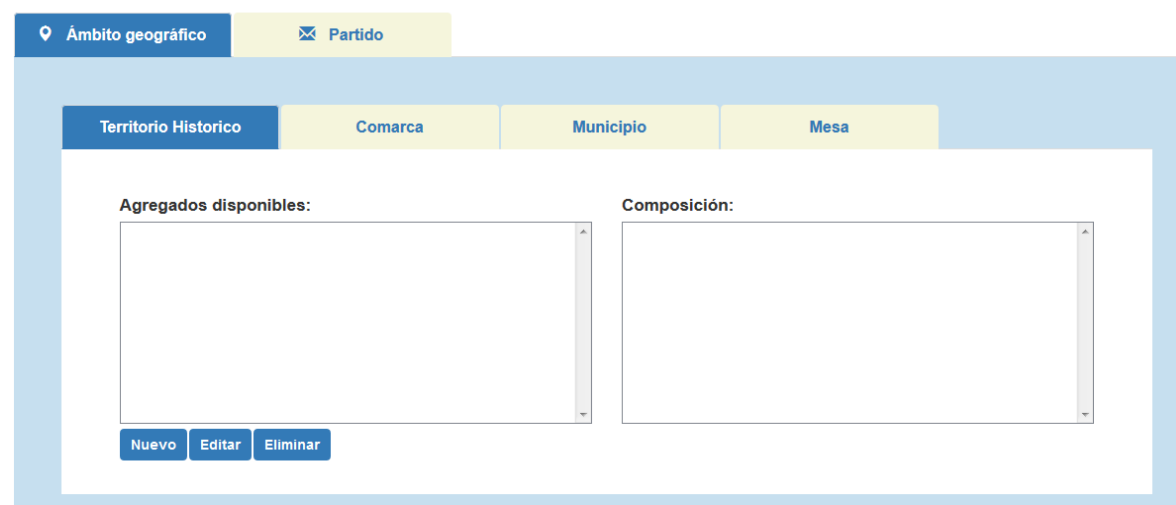 Ámbito geográfico Partido
Territorio Historico Comarca Municipio Mesa
Agregados disponibles: Composición:
Nuevo Editar Eliminar